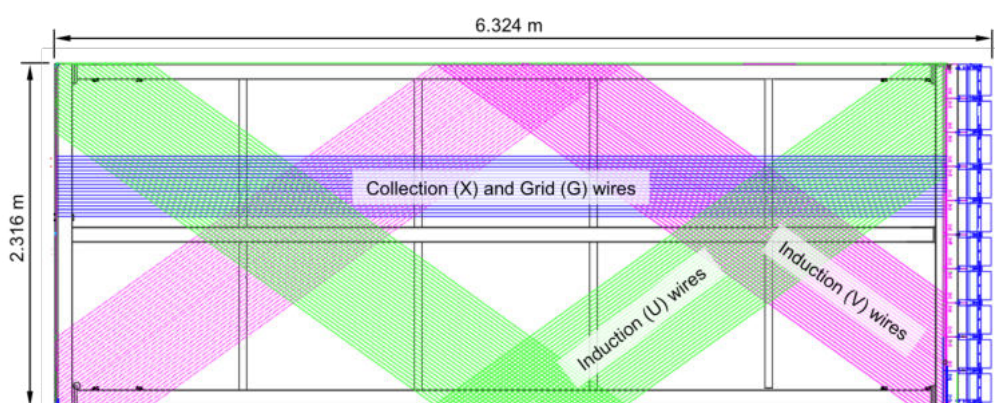 6.324 m
2.316 m
Collection (X) and Grid (G) wires
Induction (U) wires
Induction (V) wires